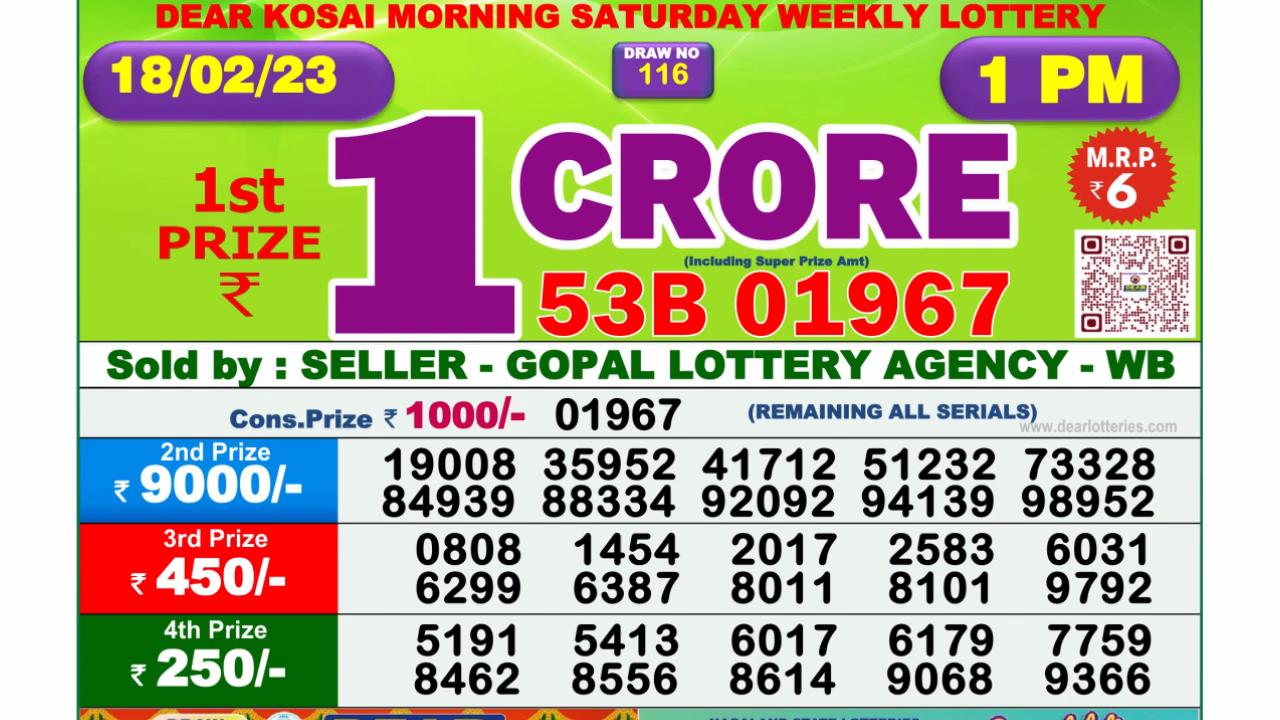 DEAR KOSAI MORNING SATURDAY WEEKLY LOTTERY
18/02/23
DRAW NO
116
1 PM
1st
PRIZE
₹
1 CRORE
(Including Super Prize Amt)
53B 01967
M.R.P.
₹6
Sold by : SELLER - GOPAL LOTTERY AGENCY - WB
Cons.Prize ₹ 1000/- 01967 (REMAINING ALL SERIALS)
www.dearlotteries.com
2nd Prize
₹ 9000/-
19008 35952 41712 51232 73328
84939 88334 92092 94139 98952
3rd Prize
₹ 450/-
0808 1454 2017 2583 6031
6299 6387 8011 8101 9792
4th Prize
₹ 250/-
5191 5413 6017 6179 7759
8462 8556 8614 9068 9366